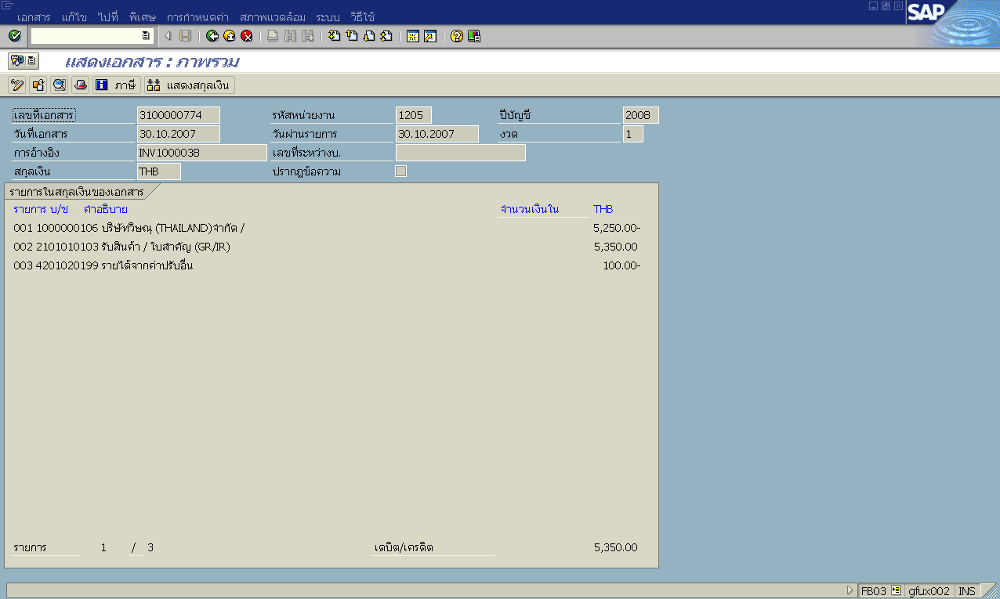 เอกสาร แก้ไข ไปที่ พิเศษ การกำหนดค่า สภาพแวดล้อม ระบบ วิธีใช้
SAP
แสดงเอกสาร : ภาพรวม
ภาษี แสดงสกุลเงิน
เลขที่เอกสาร 3100000774 รหัสหน่วยงาน 1205 ปีบัญชี 2008
วันที่เอกสาร 30.10.2007 วันผ่านรายการ 30.10.2007 งวด 1
การอ้างอิง INV1000038 เลขที่ระหว่างบ.
สกุลเงิน THB ปรากฎข้อความ
รายการในสกุลเงินของเอกสาร
รายการ บ/ช คำอธิบาย จำนวนเงินใน THB
001 1000000106 บริษัทวิษณุ (THAILAND)จำกัด / 5,250.00-
002 2101010103 รับสินค้า / ใบสำคัญ (GR/IR) 5,350.00
003 4201020199 รายได้จากค่าปรับอื่น 100.00-
รายการ 1 / 3 เดบิต/เครดิต 5,350.00
FB03 gfux002 INS